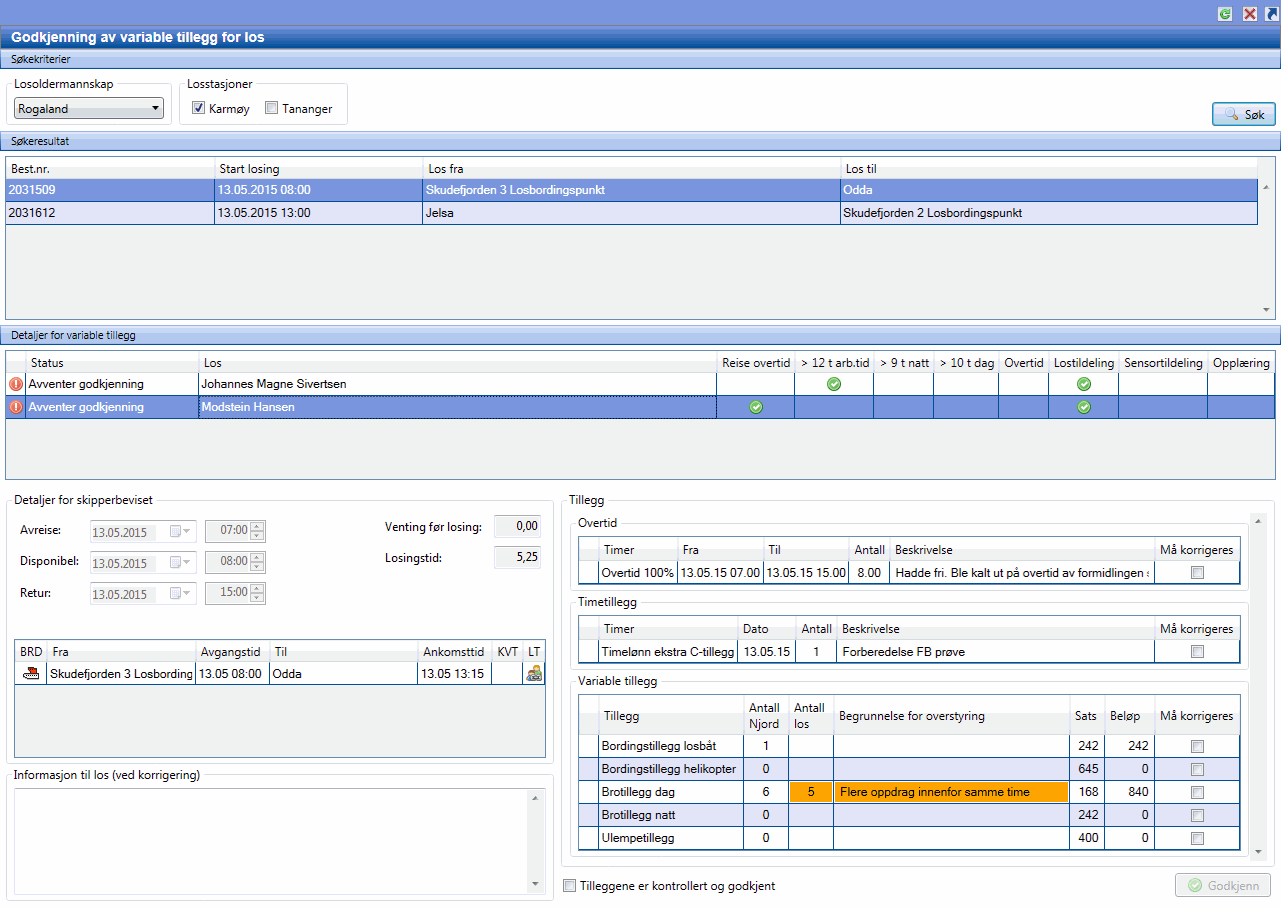 Godkjenning av variable tillegg for los
Søkekriterier
Losoldermannskap
Losstasjoner
Rogaland
Karmøy
Tananger
Søk
Søkeresultat
Best.nr. Start losing Los fra Los til
2031509 13.05.2015 08:00 Skudefjorden 3 Losbordingspunkt Odda
2031612 13.05.2015 13:00 Jelsa Skudefjorden 2 Losbordingspunkt
Detaljer for variable tillegg
Status Los Reise overtid > 12 t arb.tid > 9 t natt > 10 t dag Overtid Lostildeling Sensortildeling Opplæring
Avventer godkjenning Johannes Magne Sivertsen
Avventer godkjenning Modstein Hansen
Detaljer for skipperbeviset
Avreise: 13.05.2015 07:00 Venting før losing: 0,00
Disponibel: 13.05.2015 08:00 Losingstid: 5,25
Retur: 13.05.2015 15:00
BRD Fra Avgangstid Til Ankomsttid KVT LT
Skudefjorden 3 Losbording 13.05 08:00 Odda 13.05 13:15
Informasjon til los (ved korrigering)
Tillegg
Overtid
Timer Fra Til Antall Beskrivelse Må korrigeres
Overtid 100% 13.05.15 07.00 13.05.15 15.00 8.00 Hadde fri. Ble kalt ut på overtid av formidlingen
Timetillegg
Timer Dato Antall Beskrivelse Må korrigeres
Timelønn ekstra C-tillegg 13.05.15 1 Forberedelse FB prøve
Variable tillegg
Tillegg Antall Njord Antall los Begrunnelse for overstyring Sats Beløp Må korrigeres
Bordingstillegg losbåt 1 242 242
Bordingstillegg helikopter 0 645 0
Brotillegg dag 6 5 Flere oppdrag innenfor samme time 168 840
Brotillegg natt 0 242 0
Ulempetillegg 0 400 0
Tilleggene er kontrollert og godkjent
Godkjenn